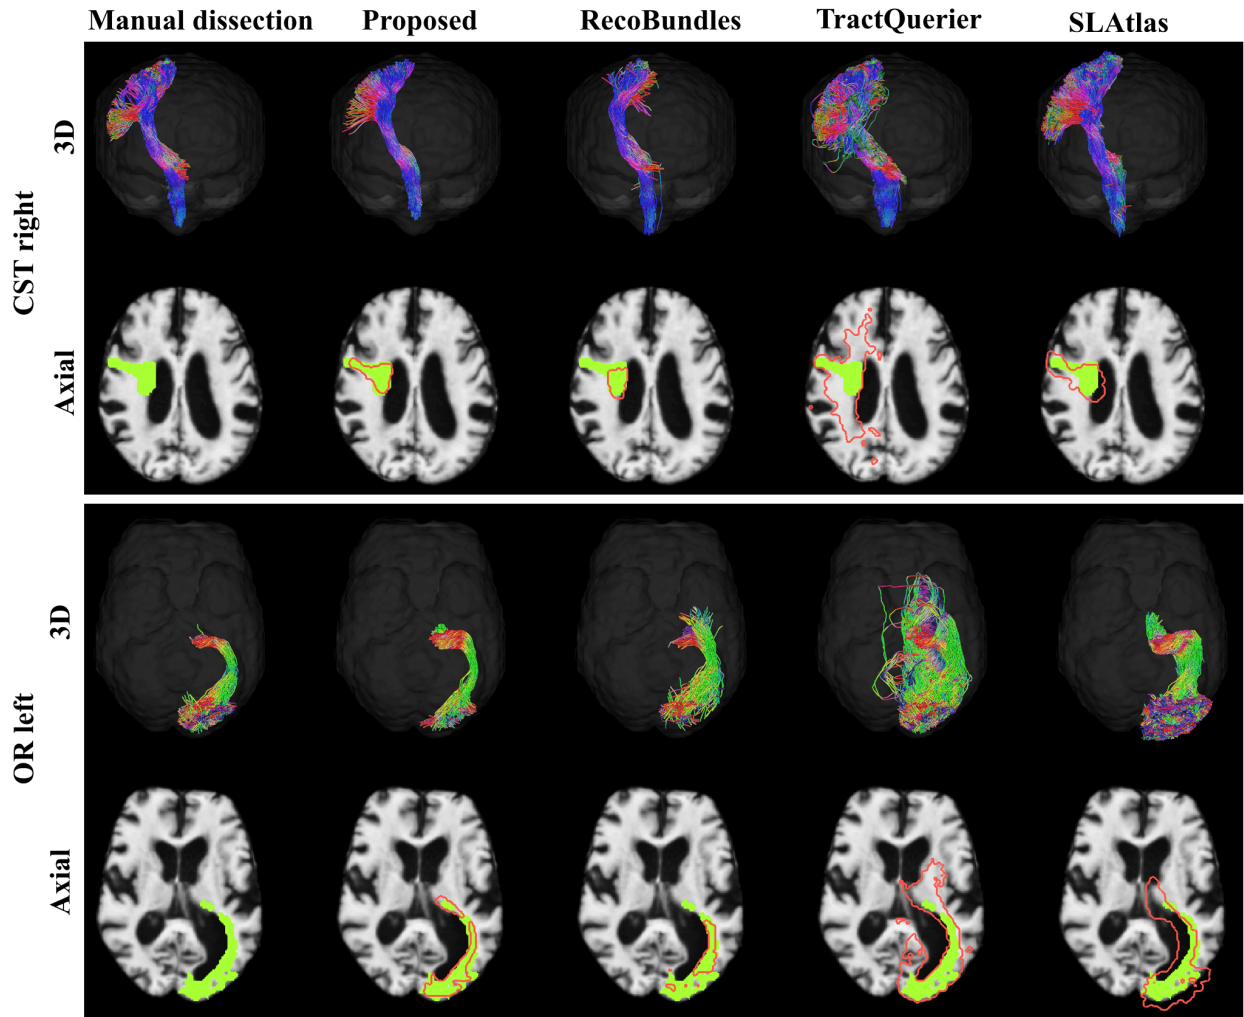 Manual dissection Proposed RecoBundles TractQuerier SLAtlas
CST right
3D
Axial
OR left
3D
Axial